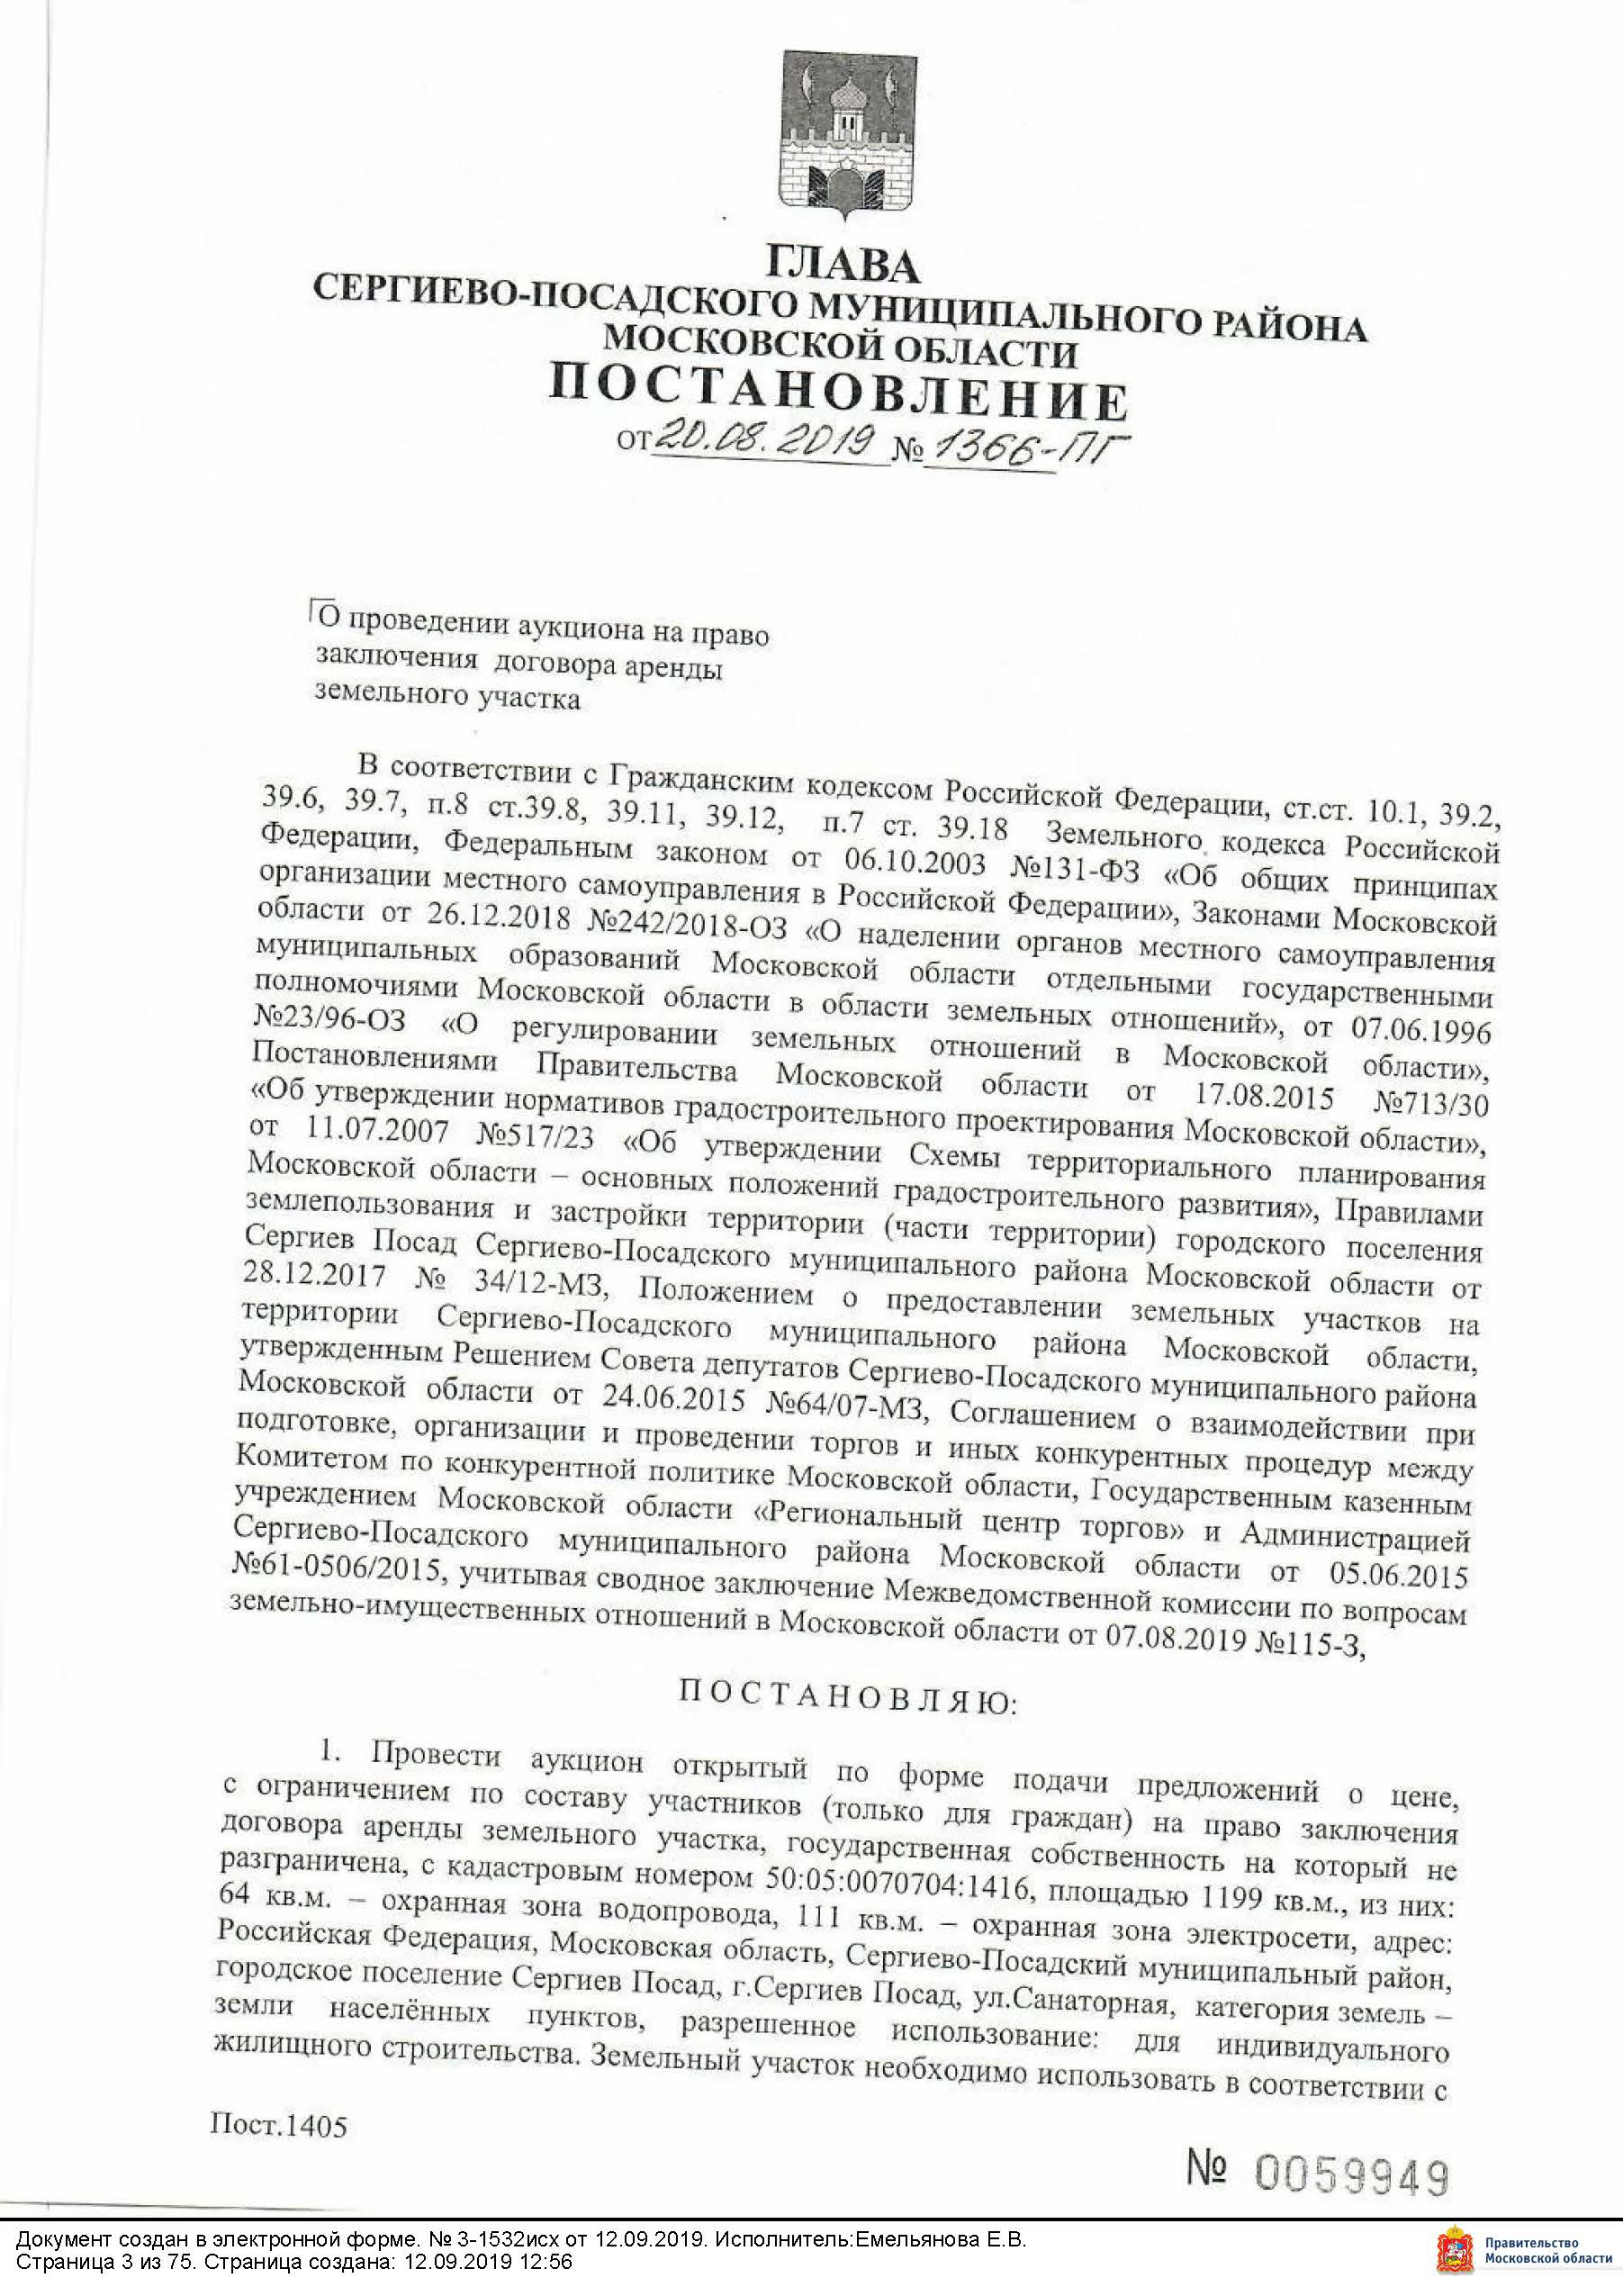 ГЛАВА
СЕРГИЕВО-ПОСАДСКОГО МУНИЦИПАЛЬНОГО РАЙОНА
МОСКОВСКОЙ ОБЛАСТИ
ПОСТАНОВЛЕНИЕ
от 20.08.2019 № 1366-ПГ
О проведении аукциона на право
заключения договора аренды
земельного участка
В соответствии с Гражданским кодексом Российской Федерации, ст.ст. 10.1, 39.2,
39.6, 39.7, п.8 ст.39.8, 39.11, 39.12, п.7 ст. 39.18 Земельного кодекса Российской
Федерации, Федеральным законом от 06.10.2003 №131-ФЗ «Об общих принципах
организации местного самоуправления в Российской Федерации», Законами Московской
области от 26.12.2018 №242/2018-ОЗ «О наделении органов местного самоуправления
муниципальных образований Московской области отдельными государственными
полномочиями Московской области в области земельных отношений», от 07.06.1996
№23/96-ОЗ «О регулировании земельных отношений в Московской области»,
Постановлениями Правительства Московской области от 17.08.2015 №713/30
«Об утверждении нормативов градостроительного проектирования Московской области»,
от 11.07.2007 №517/23 «Об утверждении Схемы территориального планирования
Московской области – основных положений градостроительного развития», Правилами
землепользования и застройки территории (части территории) городского поселения
Сергиев Посад Сергиево-Посадского муниципального района Московской области от
28.12.2017 № 34/12-МЗ, Положением о предоставлении земельных участков на
территории Сергиево-Посадского муниципального района Московской области,
утвержденным Решением Совета депутатов Сергиево-Посадского муниципального района
Московской области от 24.06.2015 №64/07-МЗ, Соглашением о взаимодействии при
подготовке, организации и проведении торгов и иных конкурентных процедур между
Комитетом по конкурентной политике Московской области, Государственным казенным
учреждением Московской области «Региональный центр торгов» и Администрацией
Сергиево-Посадского муниципального района Московской области от 05.06.2015
№61-0506/2015, учитывая сводное заключение Межведомственной комиссии по вопросам
земельно-имущественных отношений в Московской области от 07.08.2019 №115-З,
П О С Т А Н О В Л Я Ю:
1. Провести аукцион открытый по форме подачи предложений о цене,
с ограничением по составу участников (только для граждан) на право заключения
договора аренды земельного участка, государственная собственность на который не
разграничена, с кадастровым номером 50:05:0070704:1416, площадью 1199 кв.м., из них:
64 кв.м. – охранная зона водопровода, 111 кв.м. – охранная зона электросети, адрес:
Российская Федерация, Московская область, Сергиево-Посадский муниципальный район,
городское поселение Сергиев Посад, г.Сергиев Посад, ул.Санаторная, категория земель –
земли населённых пунктов, разрешенное использование: для индивидуального
жилищного строительства. Земельный участок необходимо использовать в соответствии с
Пост.1405
№ 0059949
Документ создан в электронной форме. № 3-1532исх от 12.09.2019. Исполнитель:Емельянова Е.В.
Страница 3 из 75. Страница создана: 12.09.2019 12:56
Правительство
Московской области